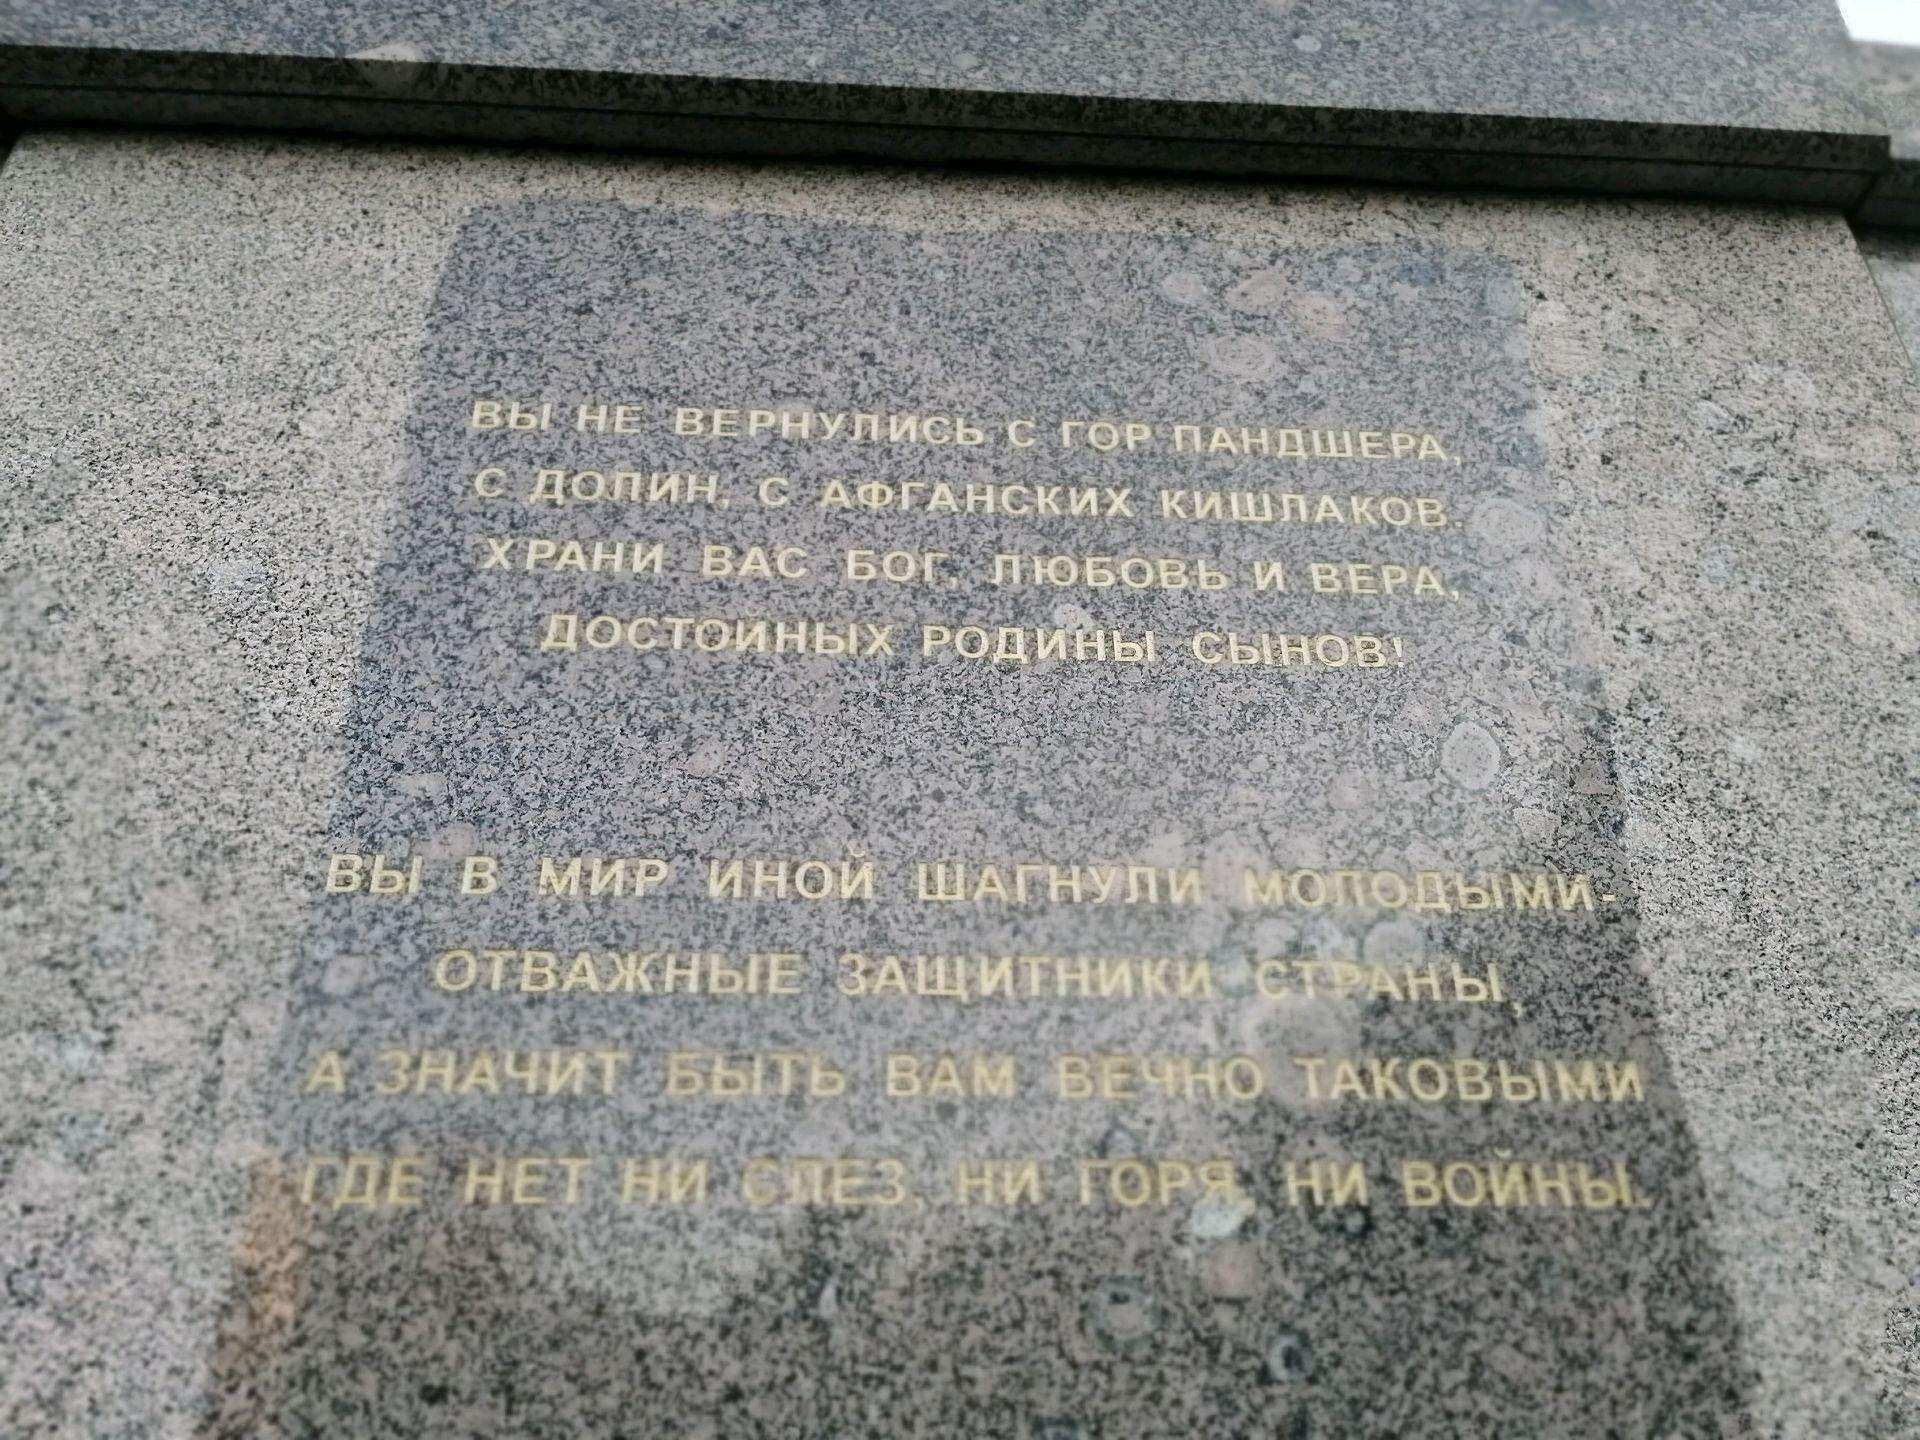 ВЫ НЕ ВЕРНУЛИСЬ С ГОР ПАНДШЕРА,
С ДОЛИН, С АФГАНСКИХ КИШЛАКОВ.
ХРАНИ ВАС БОГ, ЛЮБОВЬ И ВЕРА,
ДОСТОИНЫХ РОДИНЫ СЫНОВ!
ВЫ В МИР ИНОЙ ШАГНУЛИ МОЛОДЫМИ-
ОТВАЖНЫЕ ЗАЩИТНИКИ СТРАНЫ,
А ЗНАЧИТ БЫТЬ ВАМ ВЕЧНО ТАКОВЫМИ
ГДЕ НЕТ НИ СЛЕЗ, НИ ГОРЯ, НИ ВОЙНЫ.